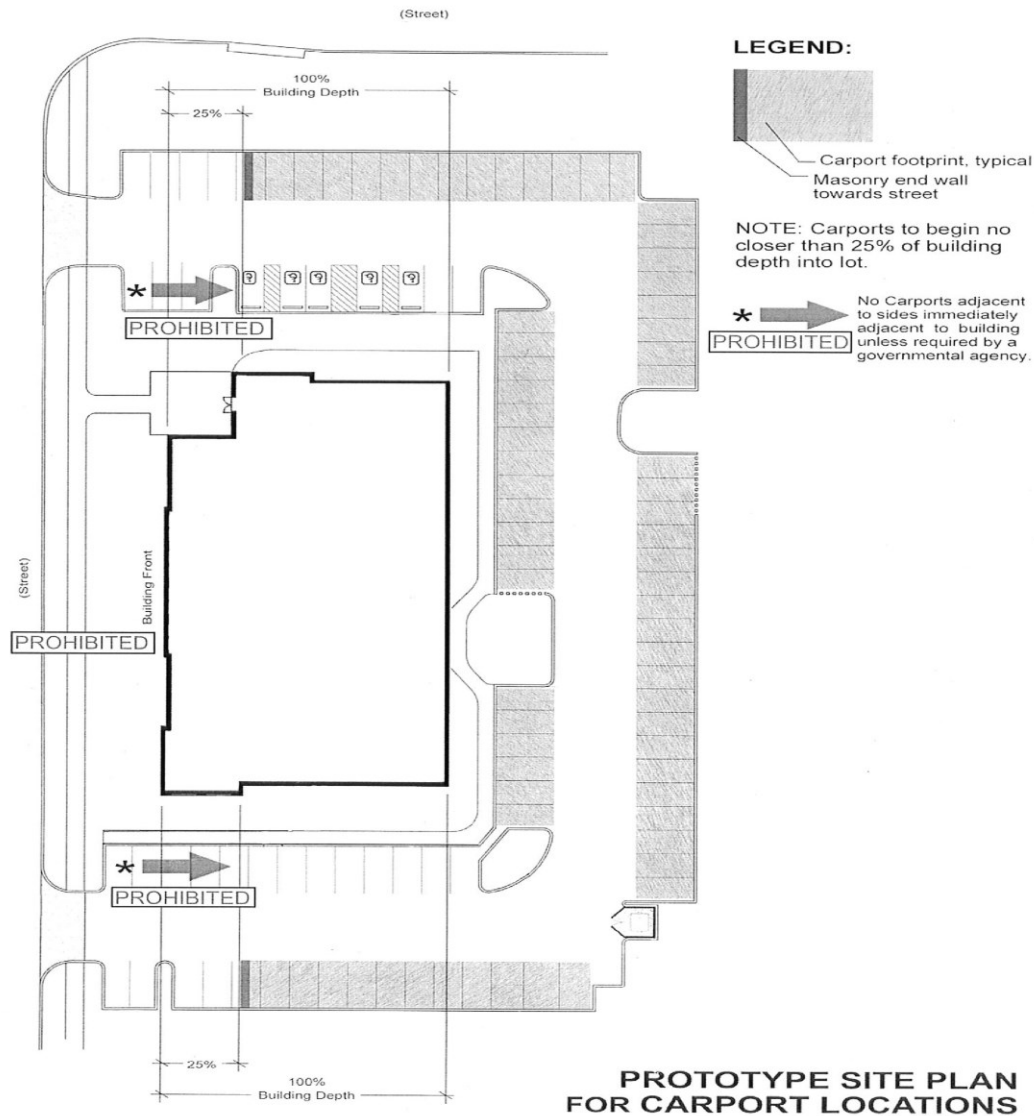 (Street)
LEGEND:
100%
Building Depth
25%
Carport footprint, typical
Masonry end wall
towards street
NOTE: Carports to begin no
closer than 25% of building
depth into lot.
*
PROHIBITED
*
PROHIBITED
No Carports adjacent
to sides immediately
adjacent to building
unless required by a
governmental agency.
(Street)
Building Front
PROHIBITED
*
PROHIBITED
25%
100%
Building Depth
PROTOTYPE SITE PLAN
FOR CARPORT LOCATIONS